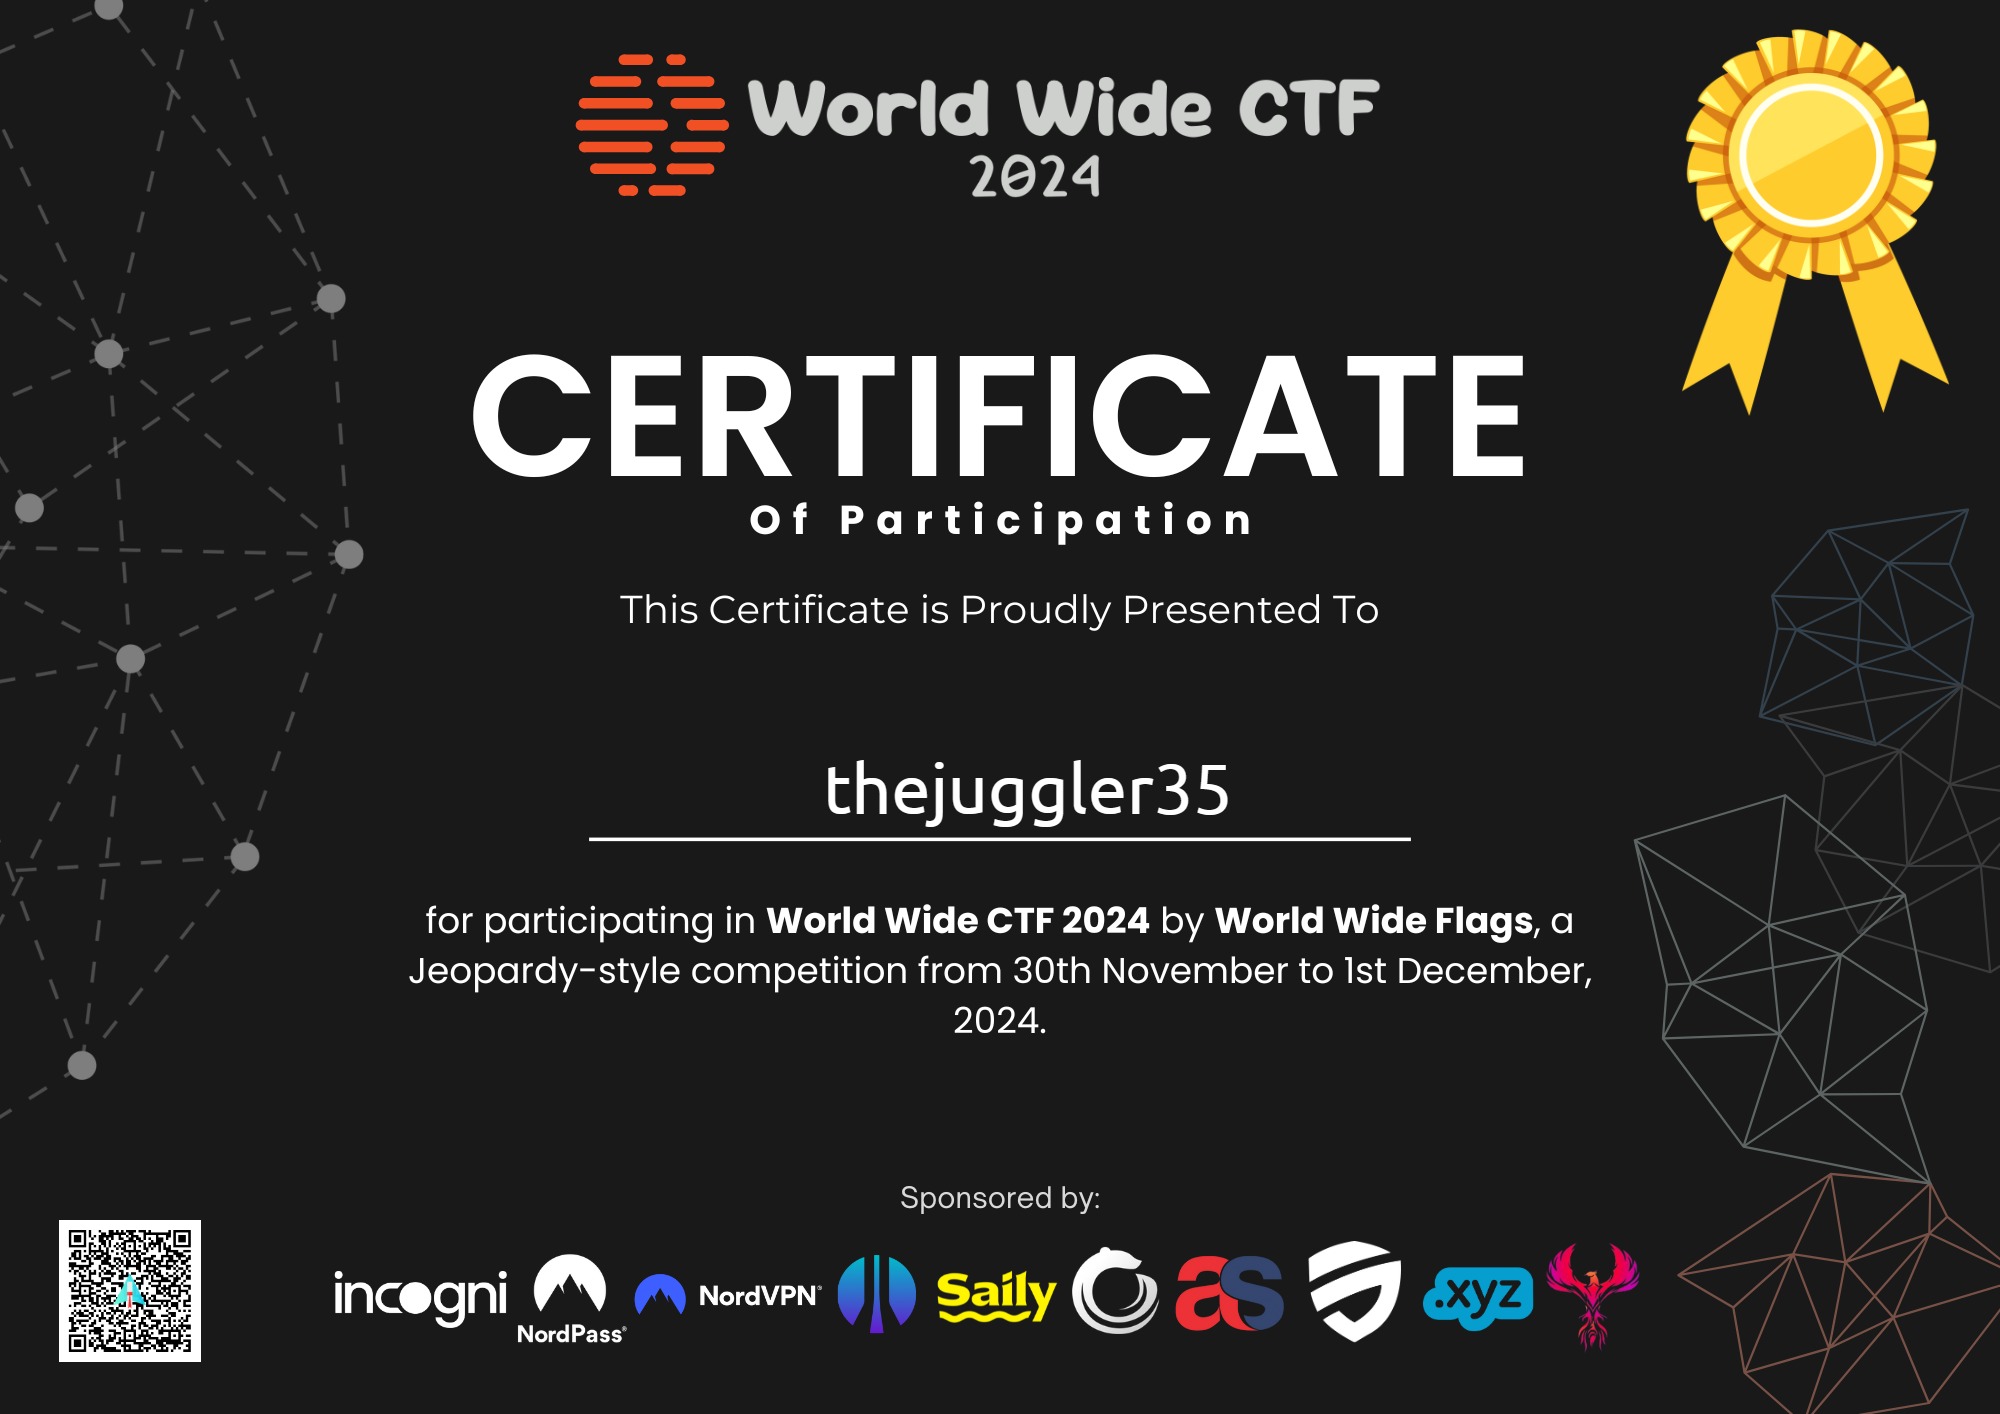 World Wide CTF
2024
CERTIFICATE
Of Participation
This Certificate is Proudly Presented To
thejuggler35
for participating in World Wide CTF 2024 by World Wide Flags, a
Jeopardy-style competition from 30th November to 1st December,
2024.
Sponsored by:
incogni
NordPass®
NordVPN®
Saily
as
.xyz